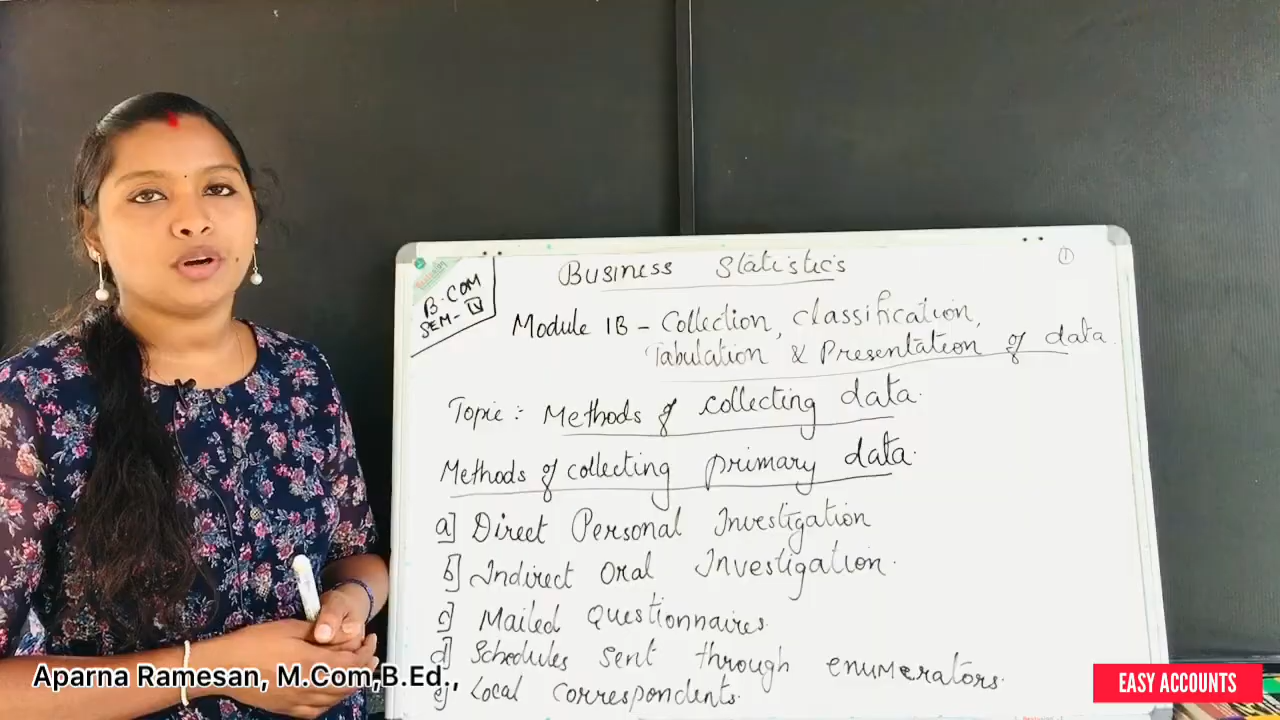 B.COM
SEM-IV
Business Statistics
1
Module 1B - Collection, classification,
Tabulation & Presentation of data
Topic :- Methods of collecting data.
Methods of collecting primary data.
a] Direct Personal Investigation
b] Indirect Oral Investigation.
c] Mailed Questionnaires.
d] Schedules sent through enumerators.
e] Local correspondents.
Aparna Ramesan, M.Com,B.Ed.,
EASY ACCOUNTS